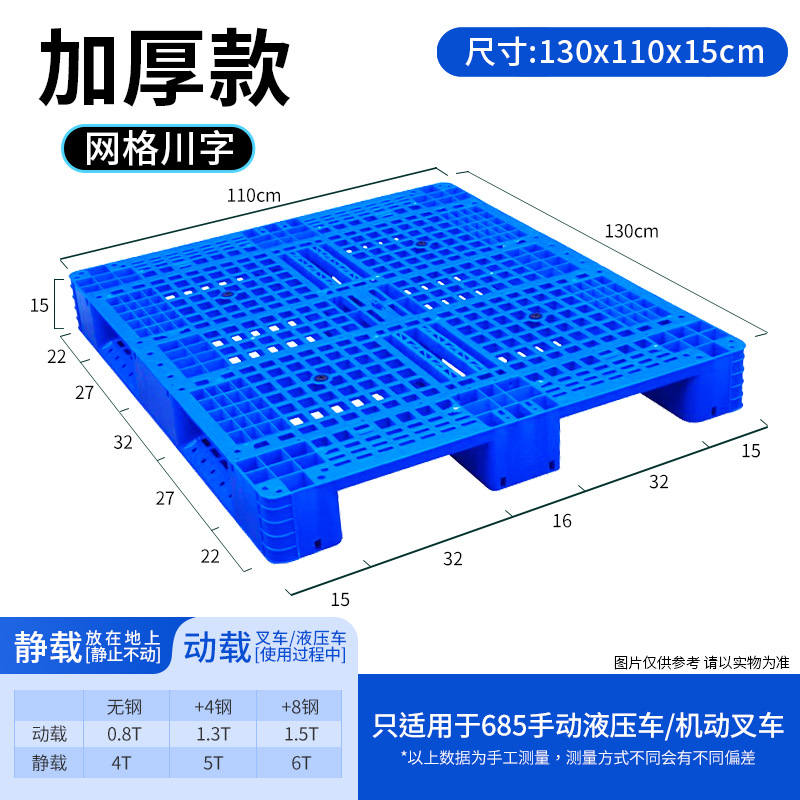 加厚款
尺寸:130x110x15cm
网格川字
110cm
130cm
15
22
27
32
27
22
15
32
16
32
15
静载 放在地上 [静止不动]
动载 叉车/液压车 [使用过程中]
图片仅供参考 请以实物为准
无钢 +4钢 +8钢
动载 0.8T 1.3T 1.5T
静载 4T 5T 6T
只适用于685手动液压车/机动叉车
*以上数据为手工测量，测量方式不同会有不同偏差